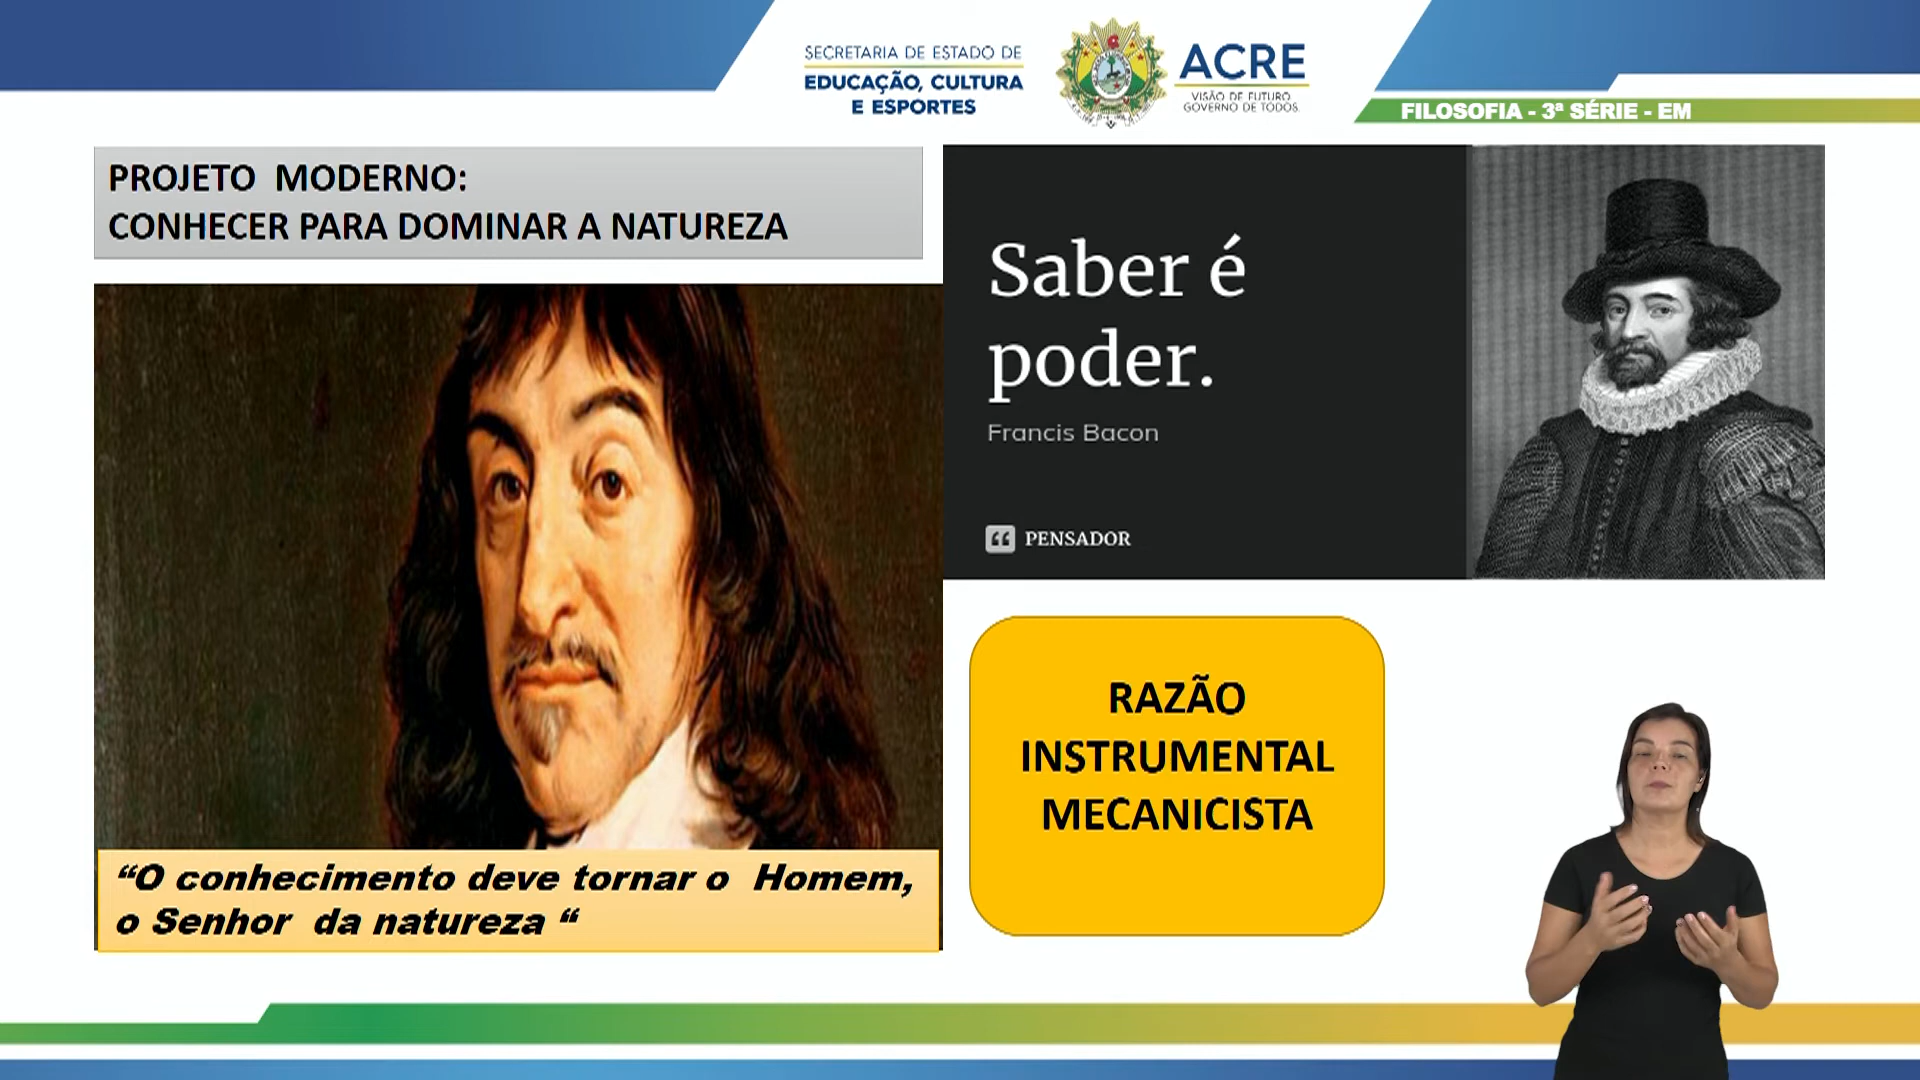 SECRETARIA DE ESTADO DE
EDUCAÇÃO, CULTURA
E ESPORTES
ACRE
VISÃO DE FUTURO
GOVERNO DE TODOS
FILOSOFIA - 3ª SÉRIE - EM
PROJETO MODERNO:
CONHECER PARA DOMINAR A NATUREZA
Saber é
poder.
Francis Bacon
PENSADOR
“O conhecimento deve tornar o Homem,
o Senhor da natureza “
RAZÃO
INSTRUMENTAL
MECANICISTA